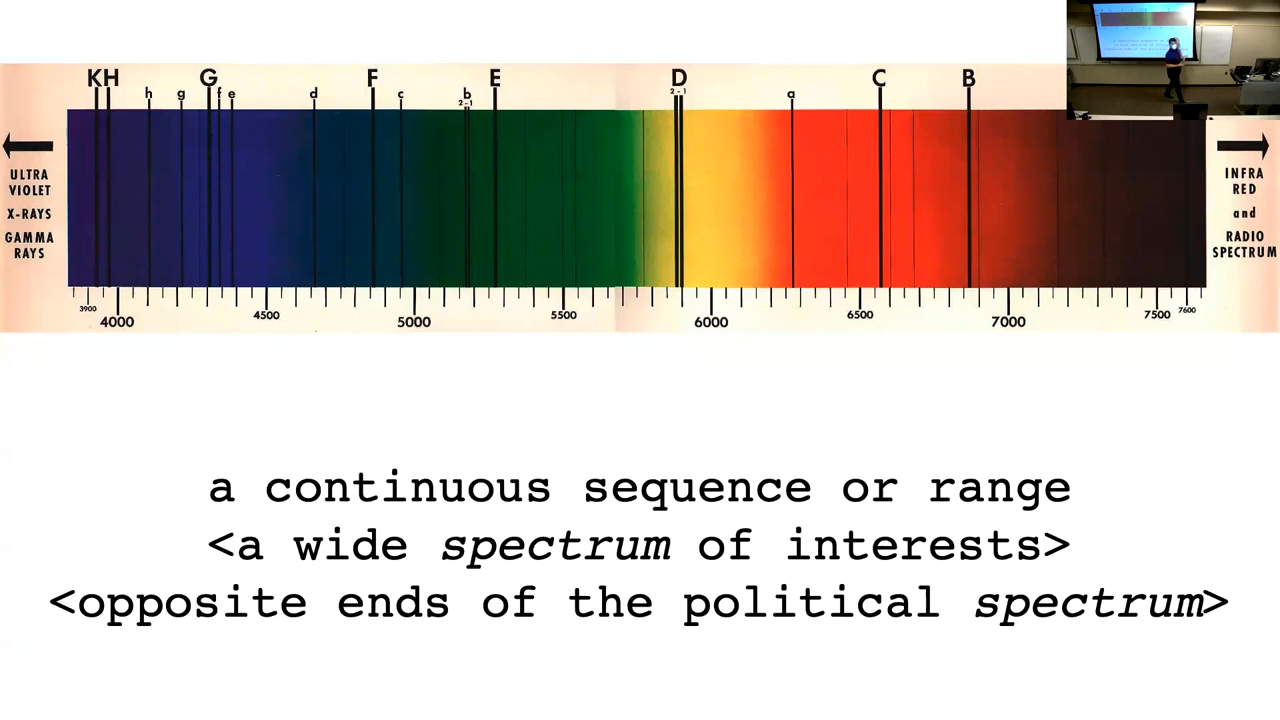 KH G F E D C B
h g f e d c b 2-1 2-1 a
ULTRA
VIOLET
X-RAYS
GAMMA
RAYS
INFRA
RED
and
RADIO
SPECTRUM
3900 4000 4500 5000 5500 6000 6500 7000 7500 7600
a continuous sequence or range
<a wide spectrum of interests>
<opposite ends of the political spectrum>